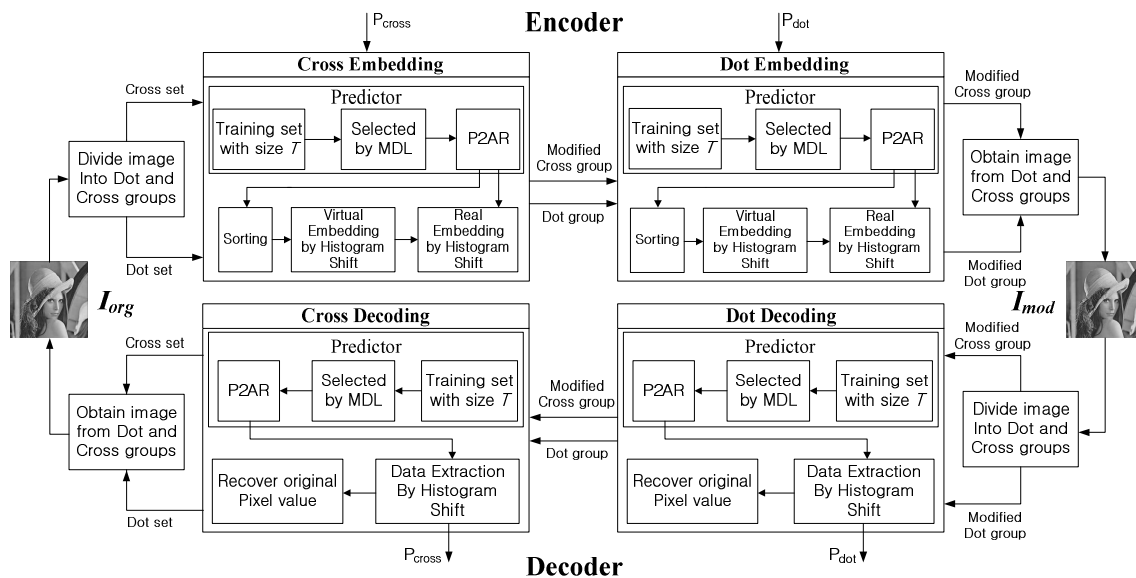 Encoder
P_cross
P_dot
Cross Embedding
Predictor
Training set
with size T
Selected
by MDL
P2AR
Sorting
Virtual
Embedding
by Histogram
Shift
Real
Embedding
by Histogram
Shift
Dot Embedding
Predictor
Training set
with size T
Selected
by MDL
P2AR
Sorting
Virtual
Embedding
by Histogram
Shift
Real
Embedding
by Histogram
Shift
Cross set
Divide image
Into Dot and
Cross groups
Dot set
Modified
Cross group
Dot group
Modified
Cross group
Obtain image
from Dot and
Cross groups
Modified
Dot group
I_org
I_mod
Cross Decoding
Predictor
P2AR
Selected
by MDL
Training set
with size T
Recover original
Pixel value
Data Extraction
By Histogram
Shift
Dot Decoding
Predictor
P2AR
Selected
by MDL
Training set
with size T
Recover original
Pixel value
Data Extraction
By Histogram
Shift
Cross set
Obtain image
from Dot and
Cross groups
Dot set
Modified
Cross group
Dot group
Modified
Cross group
Divide image
Into Dot and
Cross groups
Modified
Dot group
P_cross
P_dot
Decoder